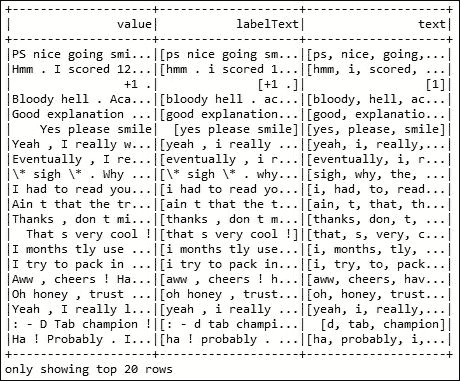 +--------------------+--------------------+--------------------+
|               value|           labelText|                text|
+--------------------+--------------------+--------------------+
|PS nice going smi...|[ps nice going sm...|[ps, nice, going,...|
|Hmm . I scored 12...|[hmm . i scored 1...|[hmm, i, scored, ...|
|                +1 .|              [+1 .]|                 [1]|
|Bloody hell . Aca...|[bloody hell . ac...|[bloody, hell, ac...|
|Good explanation ...|[good explanation...|[good, explanatio...|
|    Yes please smile|  [yes please smile]|[yes, please, smile]|
|Yeah , I really w...|[yeah , i really ...|[yeah, i, really,...|
|Eventually , I re...|[eventually , i r...|[eventually, i, r...|
|\* sigh \* . Why ...|[\* sigh \* . why...|[sigh, why, the, ...|
|I had to read you...|[i had to read yo...|[i, had, to, read...|
|Ain t that the tr...|[ain t that the t...|[ain, t, that, th...|
|Thanks , don t mi...|[thanks , don t m...|[thanks, don, t, ...|
|  That s very cool !|[that s very cool !]|[that, s, very, c...|
|I months tly use ...|[i months tly use...|[i, months, tly, ...|
|I try to pack in ...|[i try to pack in...|[i, try, to, pack...|
|Aww , cheers ! Ha...|[aww , cheers ! h...|[aww, cheers, hav...|
|Oh honey , trust ...|[oh honey , trust...|[oh, honey, trust...|
|Yeah , I really l...|[yeah , i really ...|[yeah, i, really,...|
|: - D Tab champion !|[: - d tab champi...|  [d, tab, champion]|
|Ha ! Probably . I...|[ha ! probably . ...|[ha, probably, i,...|
+--------------------+--------------------+--------------------+
only showing top 20 rows